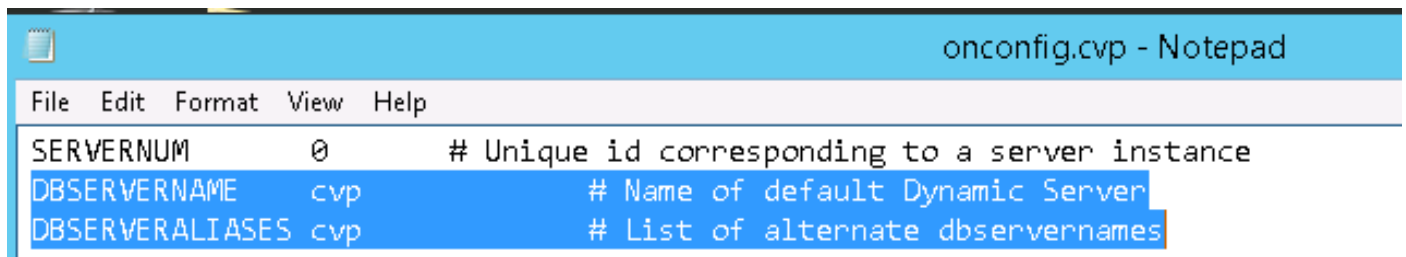 onconfig.cvp - Notepad
File Edit Format View Help
SERVERNUM 0 # Unique id corresponding to a server instance
DBSERVERNAME cvp # Name of default Dynamic Server
DBSERVERALIASES cvp # List of alternate dbservernames